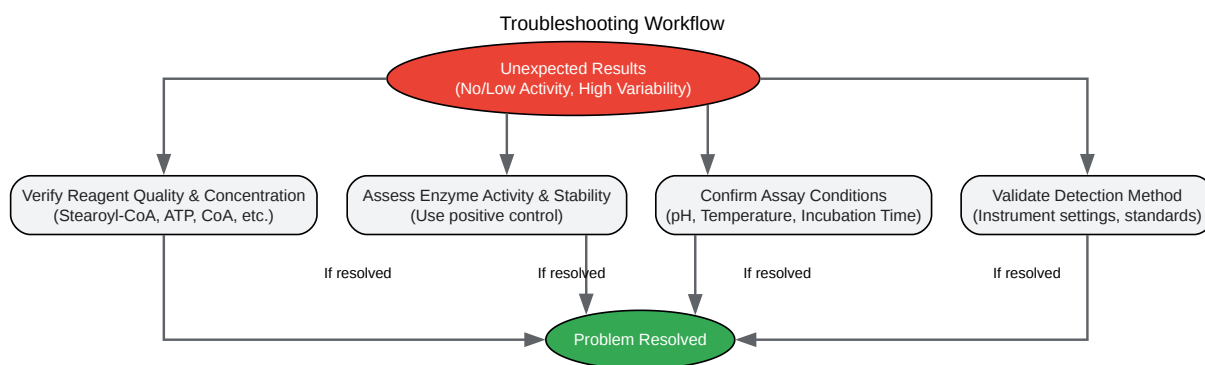 Troubleshooting Workflow
Unexpected Results
(No/Low Activity, High Variability)
Verify Reagent Quality & Concentration
(Stearoyl-CoA, ATP, CoA, etc.)
Assess Enzyme Activity & Stability
(Use positive control)
Confirm Assay Conditions
(pH, Temperature, Incubation Time)
Validate Detection Method
(Instrument settings, standards)
If resolved
If resolved
If resolved
If resolved
Problem Resolved